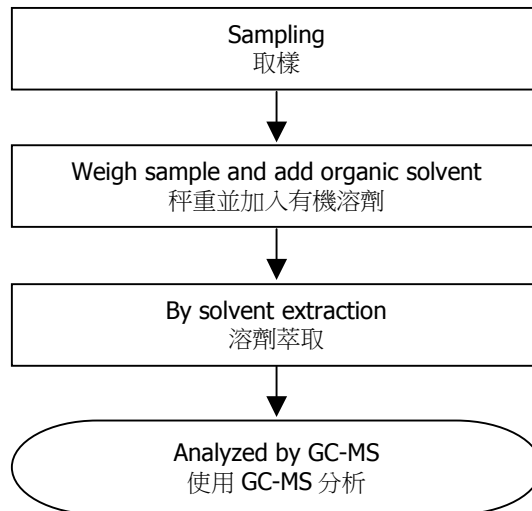 Sampling
取樣
Weigh sample and add organic solvent
秤重並加入有機溶劑
By solvent extraction
溶劑萃取
Analyzed by GC-MS
使用 GC-MS 分析